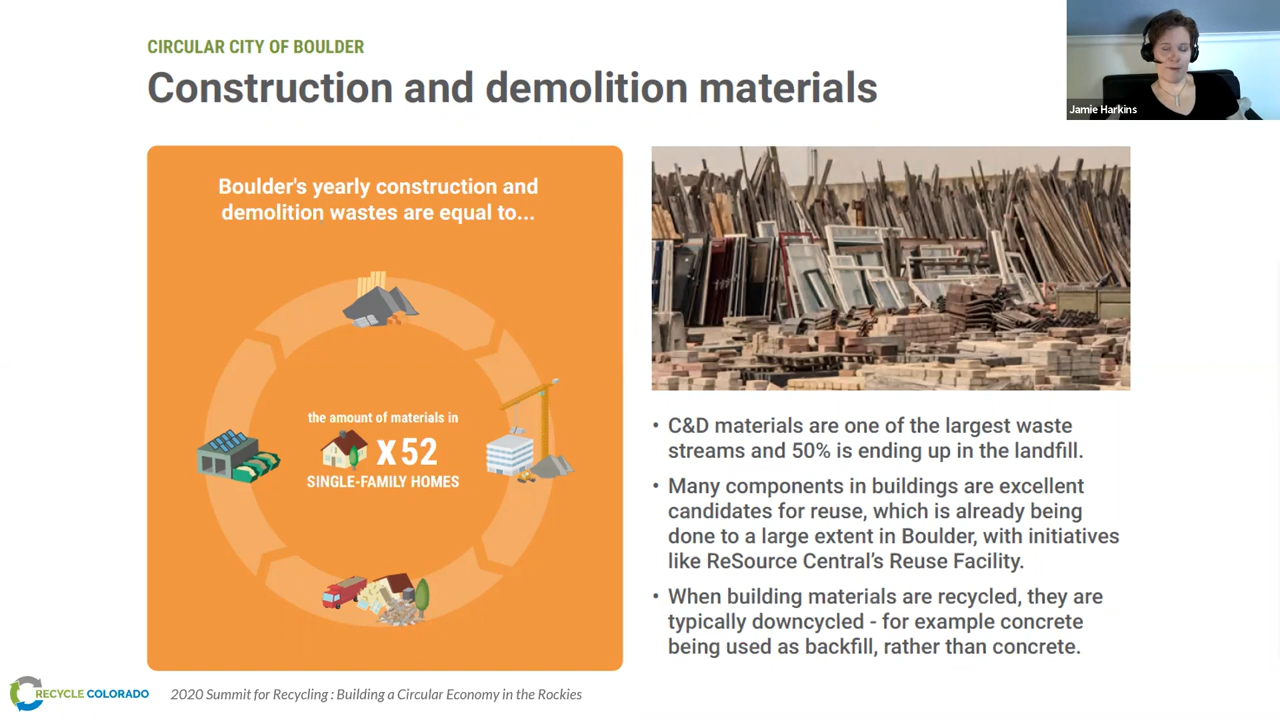 CIRCULAR CITY OF BOULDER
Construction and demolition materials
Jamie Harkins
Boulder's yearly construction and
demolition wastes are equal to...
the amount of materials in
x52
SINGLE-FAMILY HOMES
• C&D materials are one of the largest waste
streams and 50% is ending up in the landfill.
• Many components in buildings are excellent
candidates for reuse, which is already being
done to a large extent in Boulder, with initiatives
like ReSource Central's Reuse Facility.
• When building materials are recycled, they are
typically downcycled - for example concrete
being used as backfill, rather than concrete.
RECYCLE COLORADO
2020 Summit for Recycling : Building a Circular Economy in the Rockies